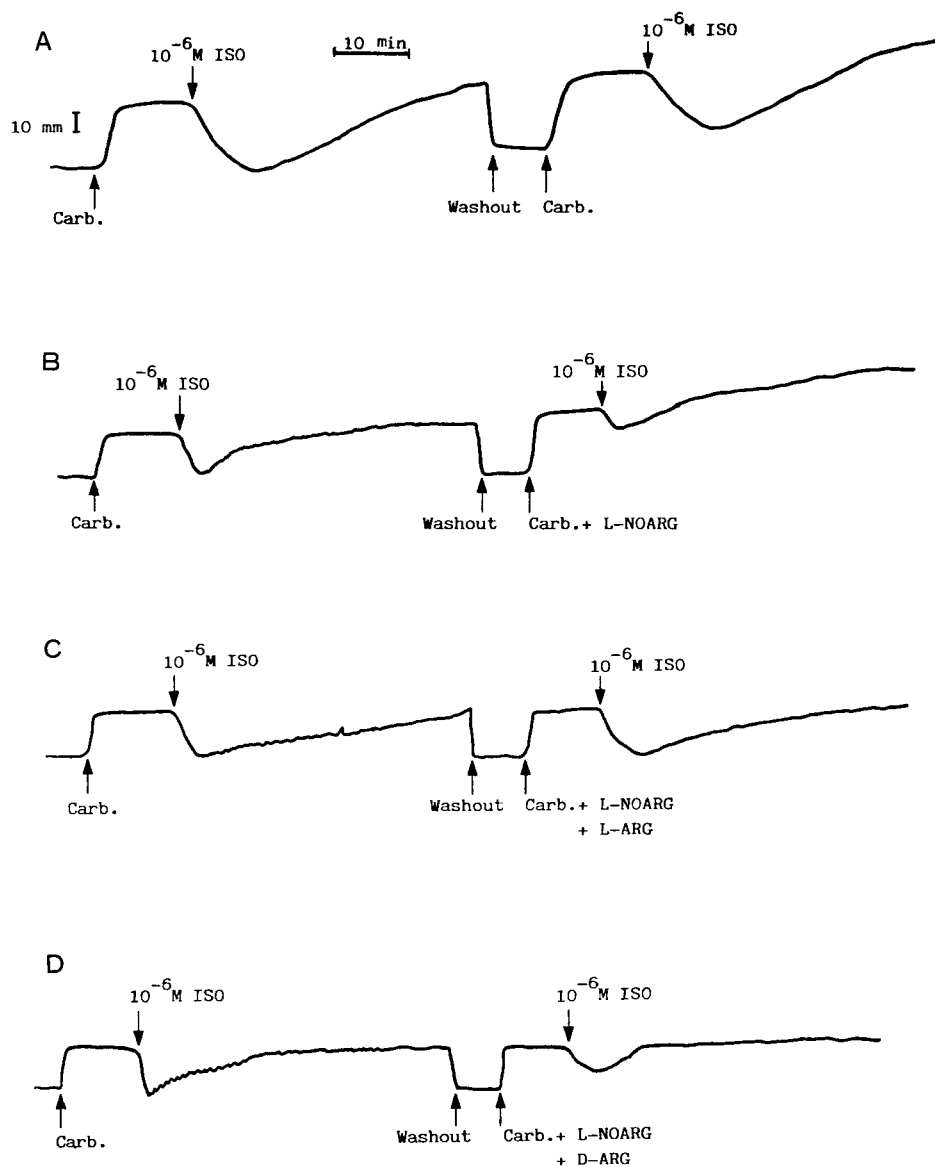 A
10⁻⁶M ISO
10 min
10⁻⁶M ISO
10 mm
Carb.
Washout
Carb.
B
10⁻⁶M ISO
10⁻⁶M ISO
Carb.
Washout
Carb.+ L-NOARG
C
10⁻⁶M ISO
10⁻⁶M ISO
Carb.
Washout
Carb.+ L-NOARG
+ L-ARG
D
10⁻⁶M ISO
10⁻⁶M ISO
Carb.
Washout
Carb.+ L-NOARG
+ D-ARG